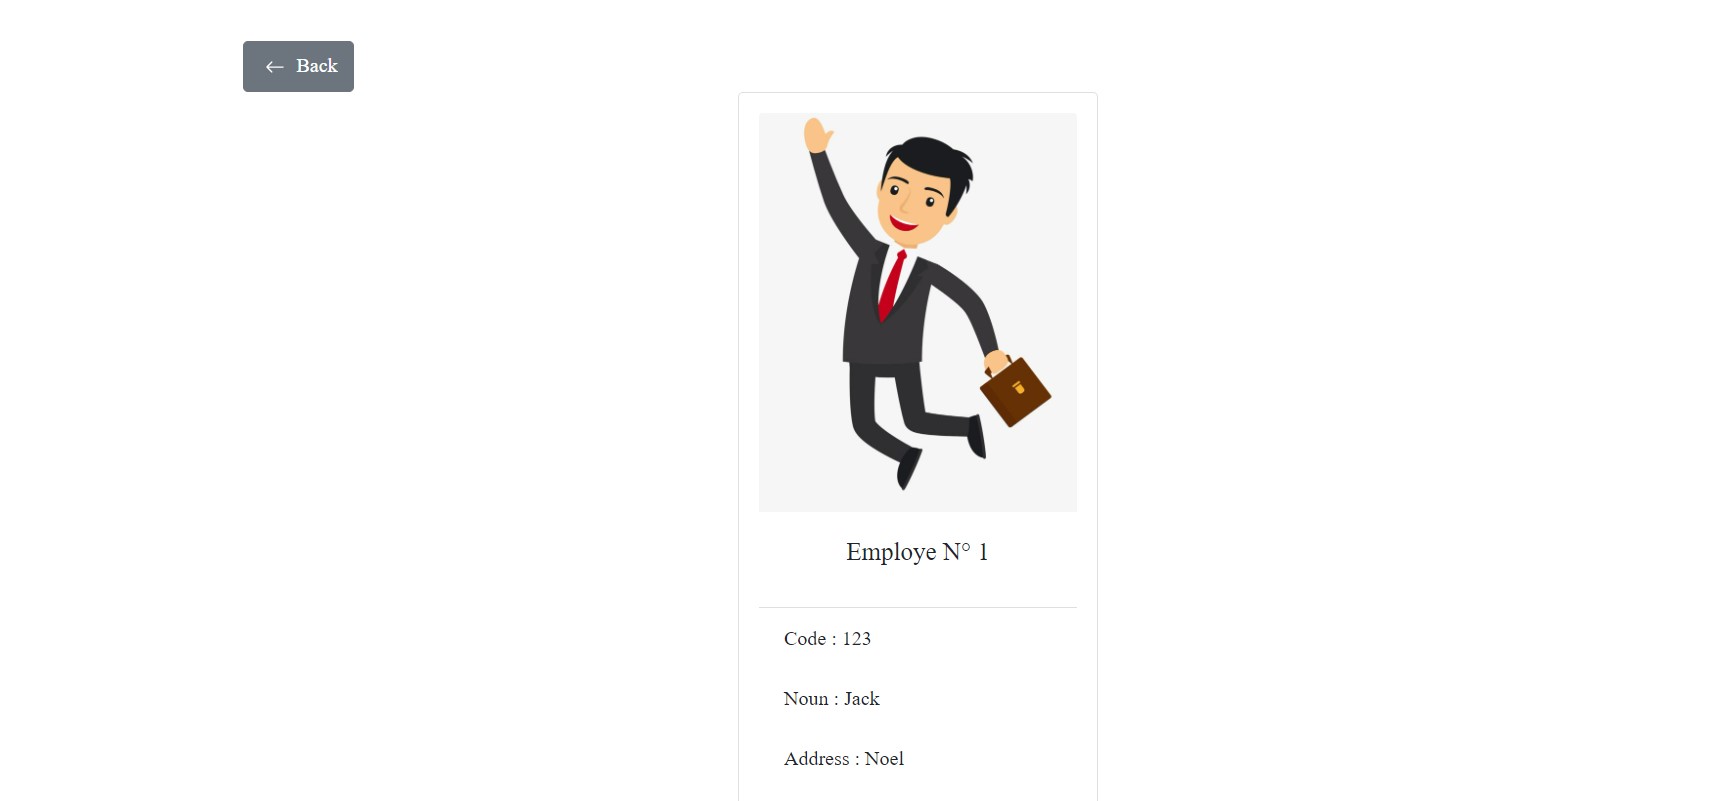 Back
Employe N° 1
Code : 123
Noun : Jack
Address : Noel